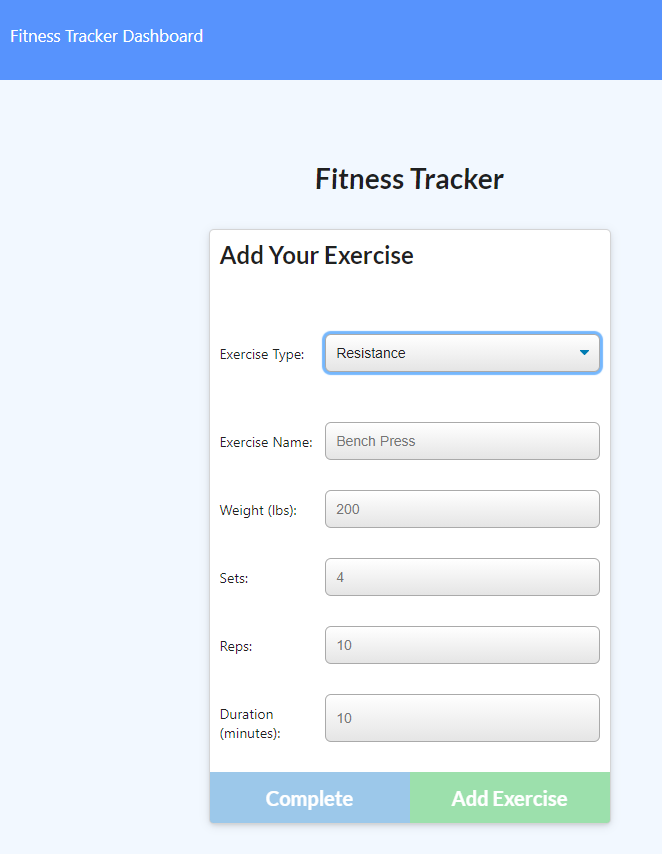 Fitness Tracker Dashboard
Fitness Tracker
Add Your Exercise
Exercise Type: Resistance
Exercise Name: Bench Press
Weight (lbs): 200
Sets: 4
Reps: 10
Duration
(minutes): 10
Complete Add Exercise